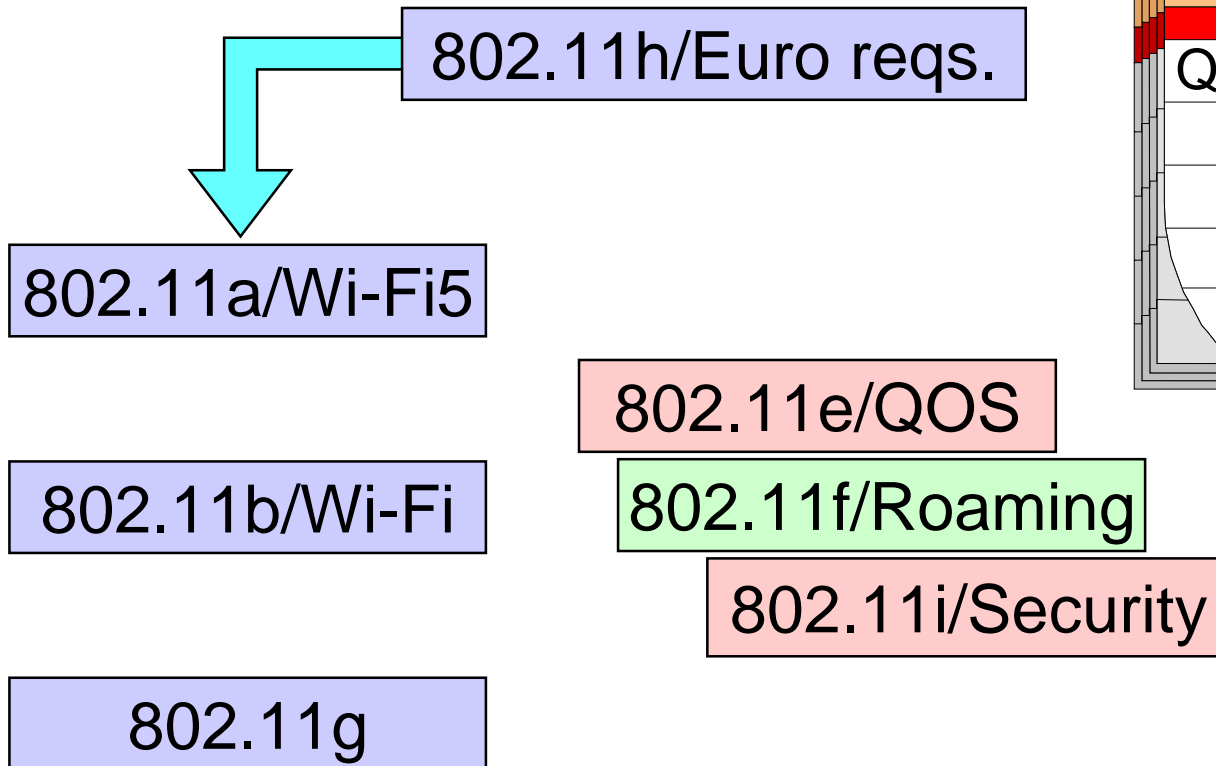 802.11h/Euro reqs.
802.11a/Wi-Fi5
802.11e/QOS
802.11b/Wi-Fi
802.11f/Roaming
802.11i/Security
802.11g